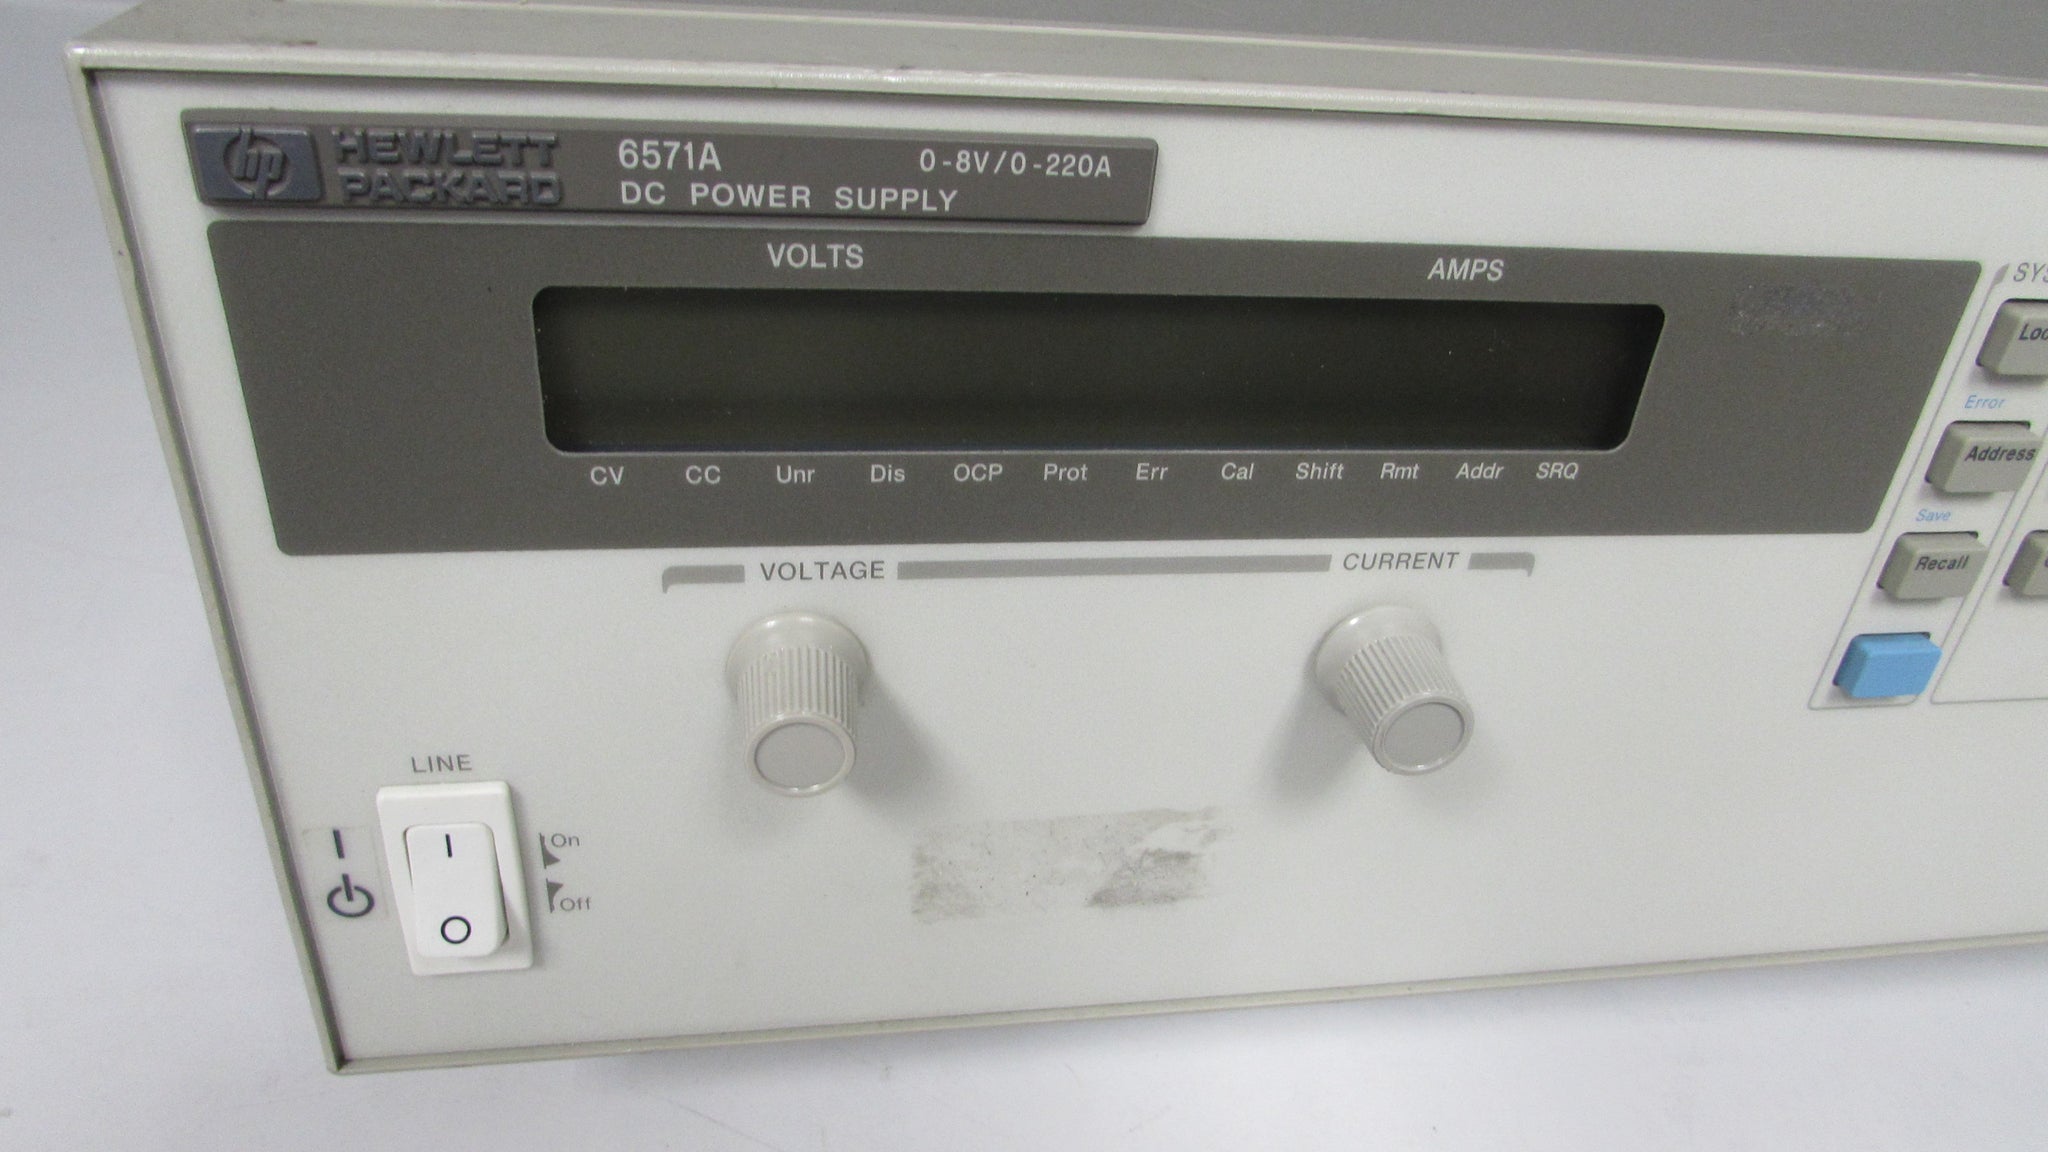 hp HEWLETT PACKARD
6571A 0-8V/0-220A
DC POWER SUPPLY
VOLTS AMPS
CV CC Unr Dis OCP Prot Err Cal Shift Rmt Addr SRQ
VOLTAGE CURRENT
Error
Address
Save
Recall
LINE
I
On
O
Off